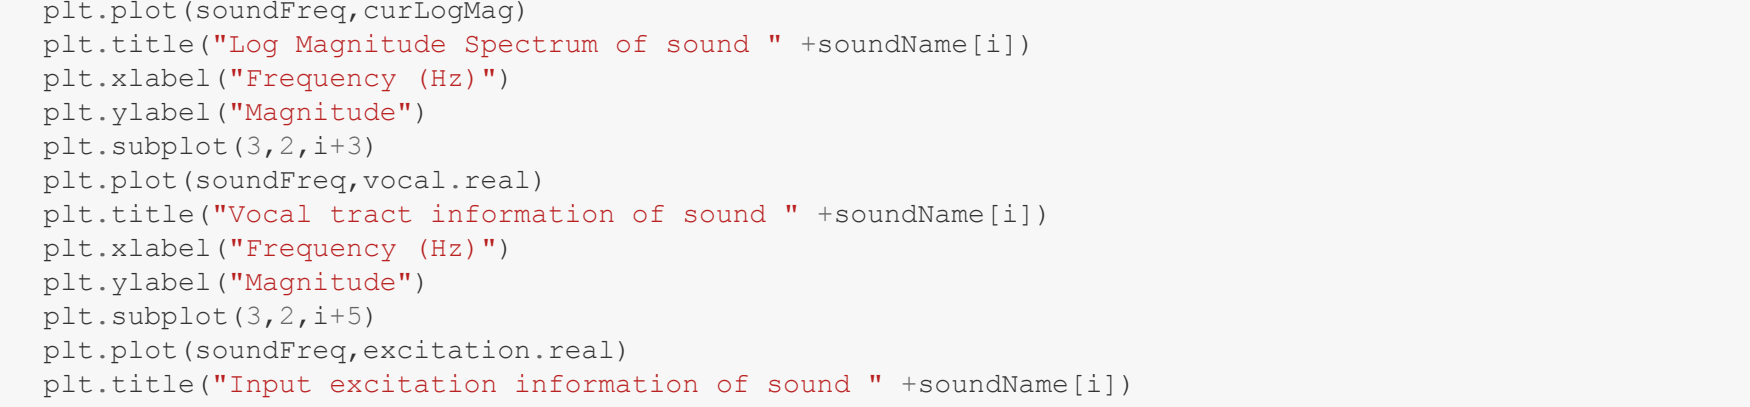 plt.plot(soundFreq,curLogMag)
plt.title("Log Magnitude Spectrum of sound " +soundName[i])
plt.xlabel("Frequency (Hz)")
plt.ylabel("Magnitude")
plt.subplot(3,2,i+3)
plt.plot(soundFreq,vocal.real)
plt.title("Vocal tract information of sound " +soundName[i])
plt.xlabel("Frequency (Hz)")
plt.ylabel("Magnitude")
plt.subplot(3,2,i+5)
plt.plot(soundFreq,excitation.real)
plt.title("Input excitation information of sound " +soundName[i])